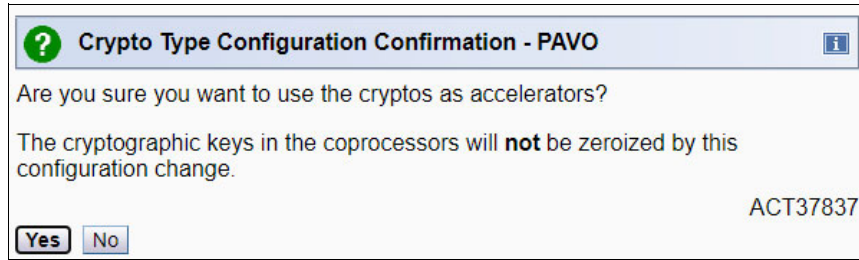 Crypto Type Configuration Confirmation - PAVO
Are you sure you want to use the cryptos as accelerators?
The cryptographic keys in the coprocessors will not be zeroized by this
configuration change.
ACT37837
Yes No